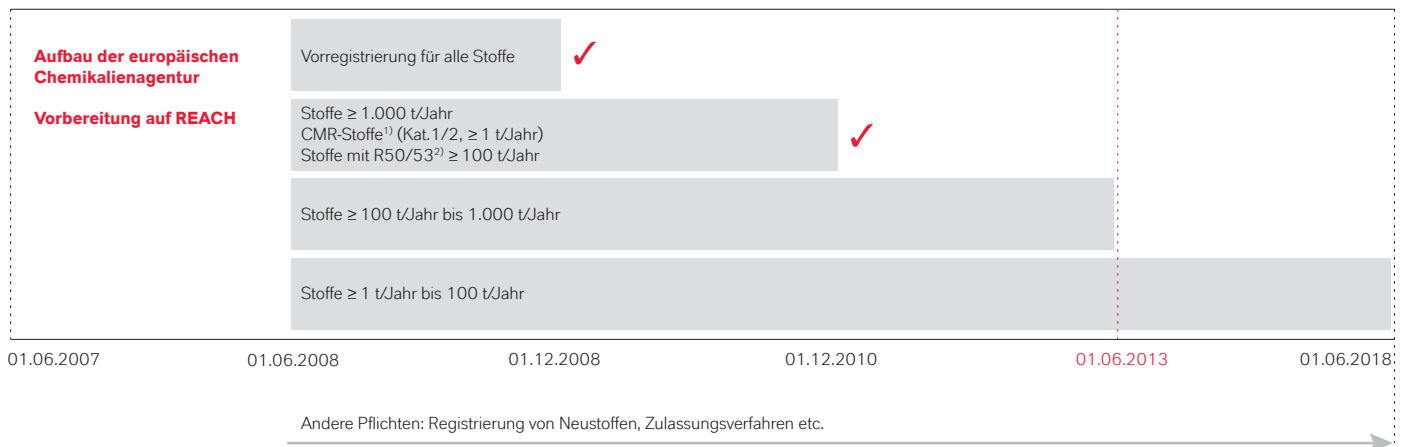 Aufbau der europäischen
Chemikalienagentur
Vorbereitung auf REACH
Vorregistrierung für alle Stoffe
✓
Stoffe ≥ 1.000 t/Jahr
CMR-Stoffe¹⁾ (Kat.1/2, ≥ 1 t/Jahr)
Stoffe mit R50/53²⁾ ≥ 100 t/Jahr
✓
Stoffe ≥ 100 t/Jahr bis 1.000 t/Jahr
Stoffe ≥ 1 t/Jahr bis 100 t/Jahr
01.06.2007 01.06.2008 01.12.2008 01.12.2010 01.06.2013 01.06.2018
Andere Pflichten: Registrierung von Neustoffen, Zulassungsverfahren etc.